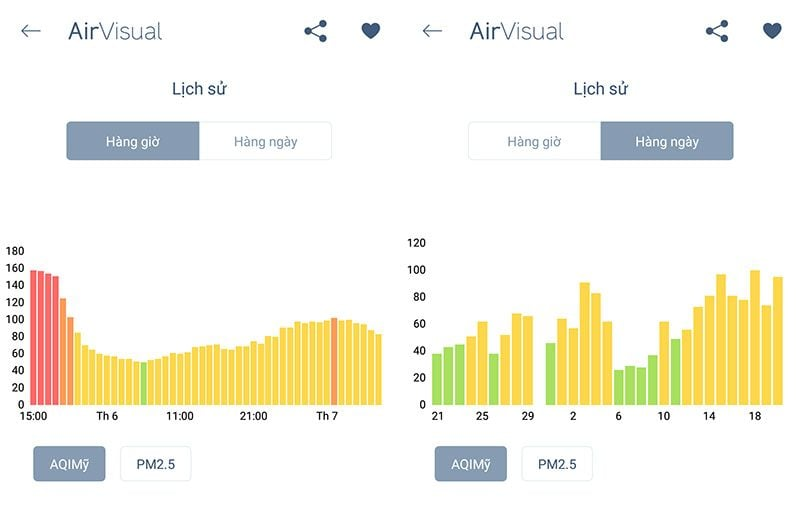 AirVisual
Lịch sử
Hàng giờ Hàng ngày
180
160
140
120
100
80
60
40
20
0
15:00 Th 6 11:00 21:00 Th 7
AQIMỹ PM2.5
AirVisual
Lịch sử
Hàng giờ Hàng ngày
120
100
80
60
40
20
0
21 25 29 2 6 10 14 18
AQIMỹ PM2.5